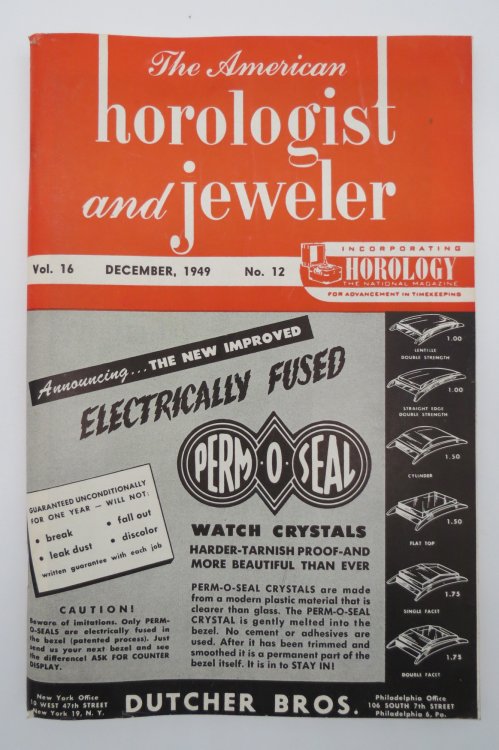 The American
horologist
and jeweler
Vol. 16 DECEMBER, 1949 No. 12
INCORPORATING
HOROLOGY
THE NATIONAL MAGAZINE
FOR ADVANCEMENT IN TIMEKEEPING
Announcing...THE NEW IMPROVED
ELECTRICALLY FUSED
PERM·O·SEAL
WATCH CRYSTALS
HARDER-TARNISH PROOF-AND
MORE BEAUTIFUL THAN EVER
PERM-O-SEAL CRYSTALS are made
from a modern plastic material that is
clearer than glass. The PERM-O-SEAL
CRYSTAL is gently melted into the
bezel. No cement or adhesives are
used. After it has been trimmed and
smoothed it is a permanent part of the
bezel itself. It is in to STAY IN!
GUARANTEED UNCONDITIONALLY
FOR ONE YEAR — WILL NOT:
• break • fall out
• leak dust • discolor
written guarantee with each job
CAUTION!
Beware of imitations. Only PERM-
O-SEALS are electrically fused in
the bezel (patented process). Just
send us your next bezel and see
the difference! ASK FOR COUNTER
DISPLAY.
1.00
LENTILLE
DOUBLE STRENGTH
1.00
STRAIGHT EDGE
DOUBLE STRENGTH
1.50
CYLINDER
1.50
FLAT TOP
1.75
SINGLE FACET
1.75
DOUBLE FACET
New York Office
10 WEST 47th STREET
New York 19, N. Y.
DUTCHER BROS.
Philadelphia Office
106 SOUTH 7th STREET
Philadelphia 6, Pa.